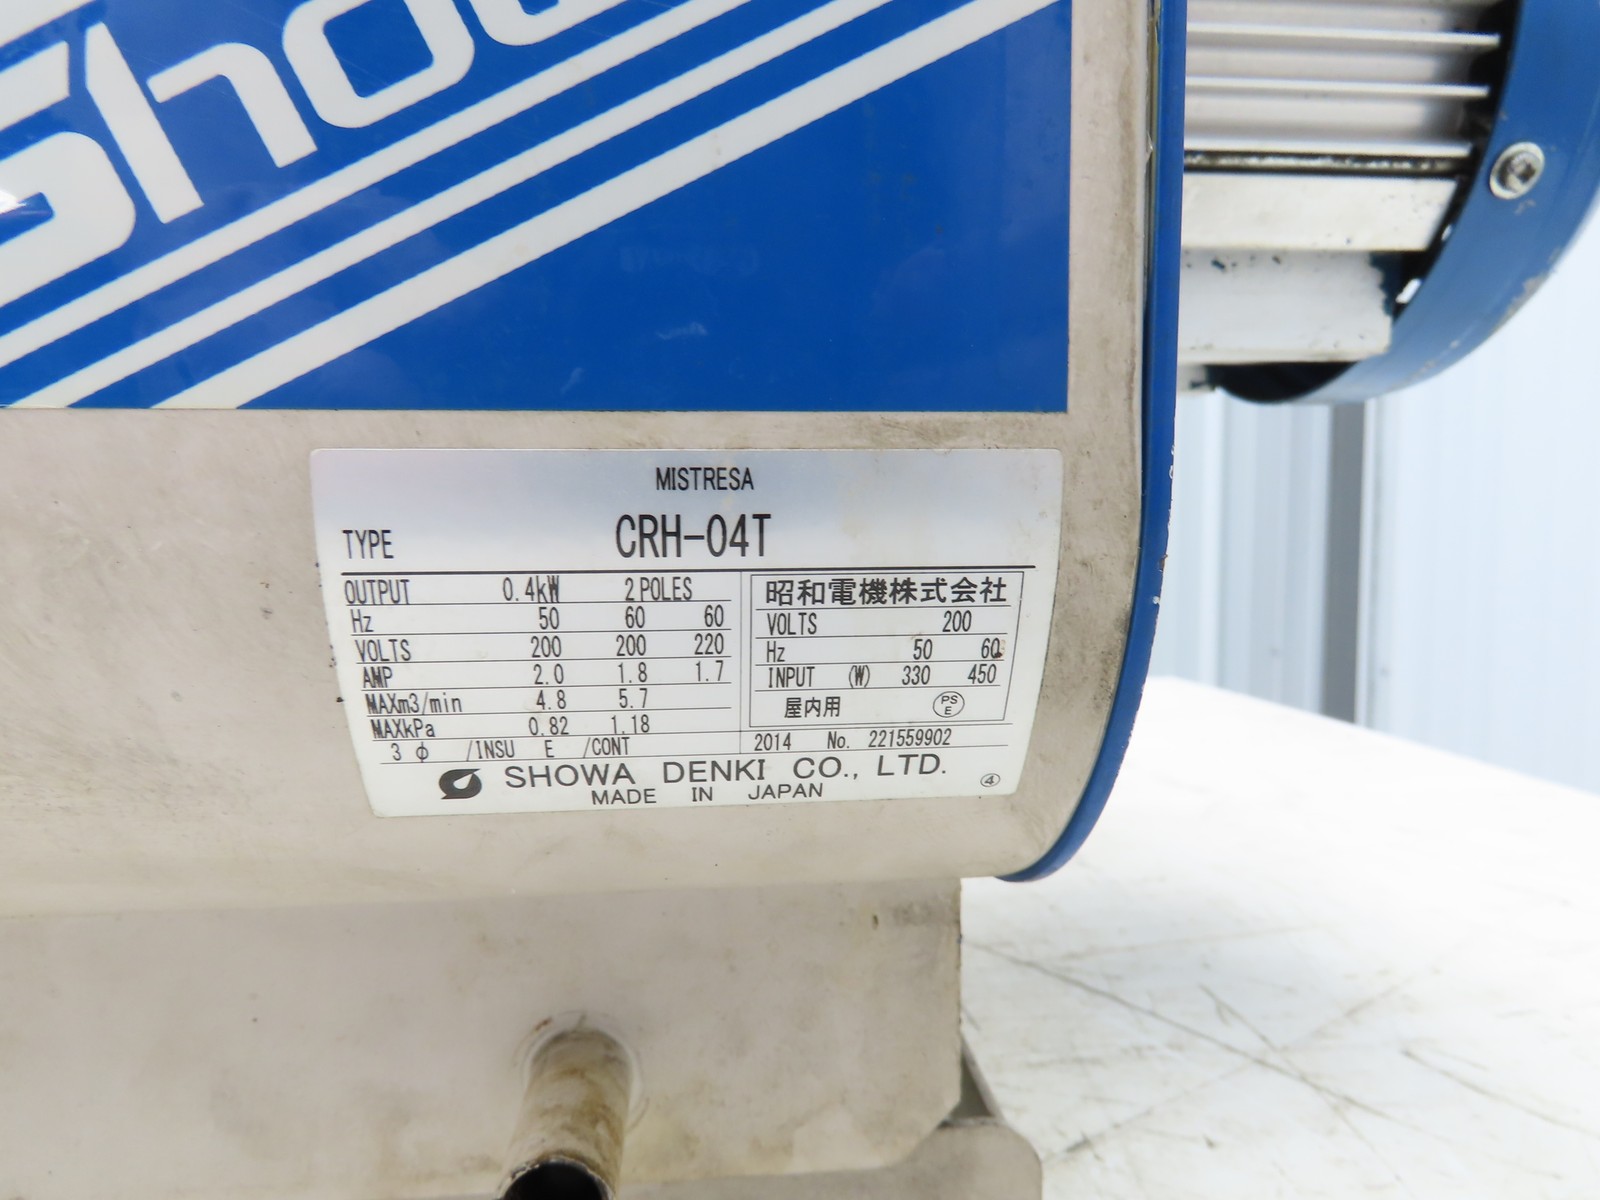 Show
MISTRESA
TYPE CRH-04T
OUTPUT 0.4kW 2 POLES
Hz 50 60 60
VOLTS 200 200 220
AMP 2.0 1.8 1.7
MAXm3/min 4.8 5.7
MAXkPa 0.82 1.18
3 φ /INSU E /CONT
昭和電機株式会社
VOLTS 200
Hz 50 60
INPUT (W) 330 450
屋内用 PS E
2014 No. 221559902
SHOWA DENKI CO., LTD. ④
MADE IN JAPAN